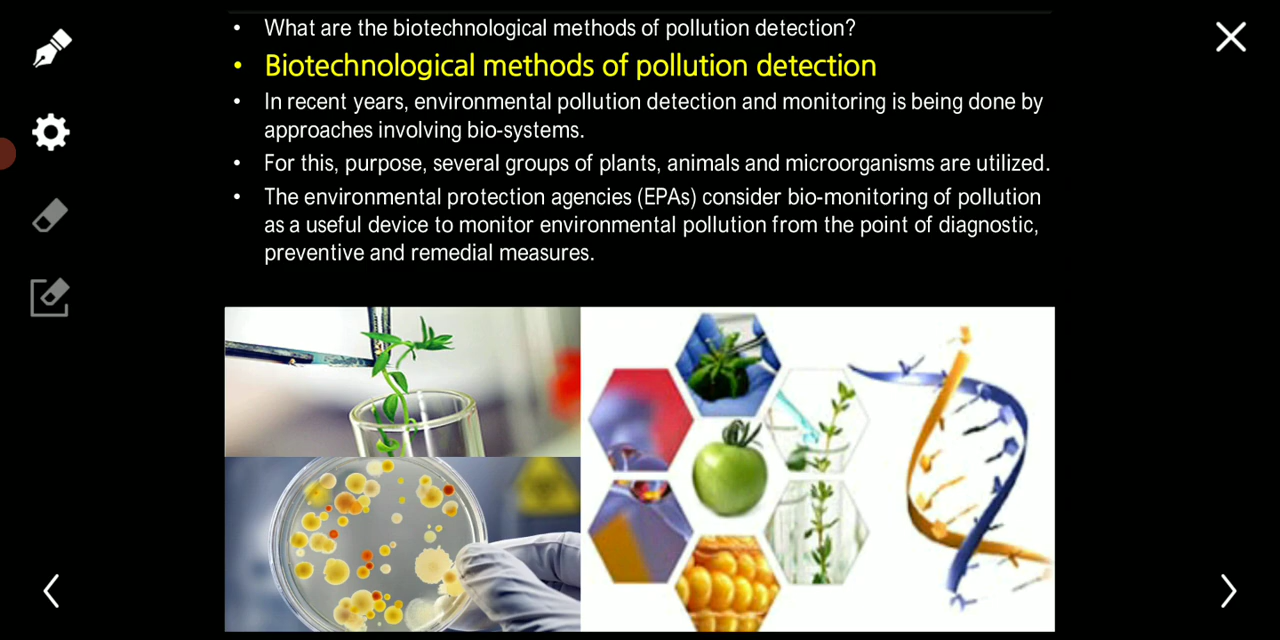 • What are the biotechnological methods of pollution detection?
• Biotechnological methods of pollution detection
• In recent years, environmental pollution detection and monitoring is being done by
approaches involving bio-systems.
• For this, purpose, several groups of plants, animals and microorganisms are utilized.
• The environmental protection agencies (EPAs) consider bio-monitoring of pollution
as a useful device to monitor environmental pollution from the point of diagnostic,
preventive and remedial measures.